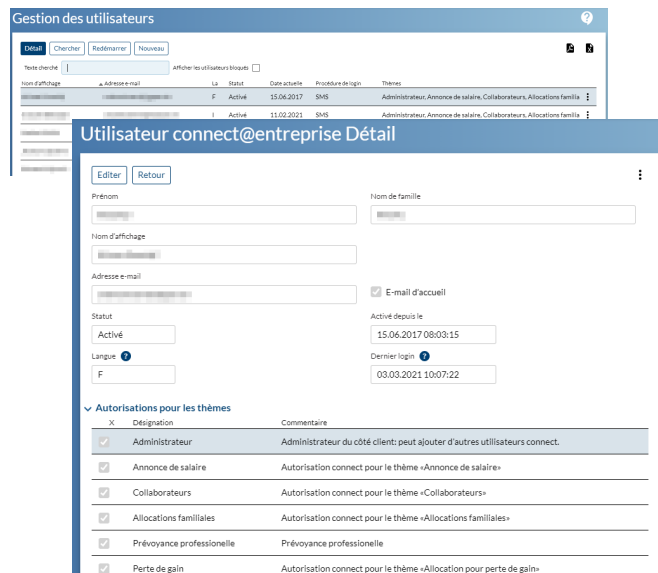 Gestion des utilisateurs
Détail Chercher Redémarrer Nouveau
Texte cherché Afficher les utilisateurs bloqués
Nom d'affichage Adresse e-mail La Statut Date actuelle Procédure de login Thèmes
F Activé 15.06.2017 SMS Administrateur, Annonce de salaire, Collaborateurs, Allocations familia
I Activé 11.02.2021 SMS Administrateur, Annonce de salaire, Collaborateurs, Allocations familia
Utilisateur connect@entreprise Détail
Editer Retour
Prénom Nom de famille
Nom d'affichage
Adresse e-mail
E-mail d'accueil
Statut Activé depuis le
Activé 15.06.2017 08:03:15
Langue ? Dernier login ?
F 03.03.2021 10:07:22
Autorisations pour les thèmes
X Désignation Commentaire
Administrateur Administrateur du côté client: peut ajouter d'autres utilisateurs connect.
Annonce de salaire Autorisation connect pour le thème «Annonce de salaire»
Collaborateurs Autorisation connect pour le thème «Collaborateurs»
Allocations familiales Autorisation connect pour le thème «Allocations familiales»
Prévoyance professionelle Prévoyance professionelle
Perte de gain Autorisation connect pour le thème «Allocation pour perte de gain»